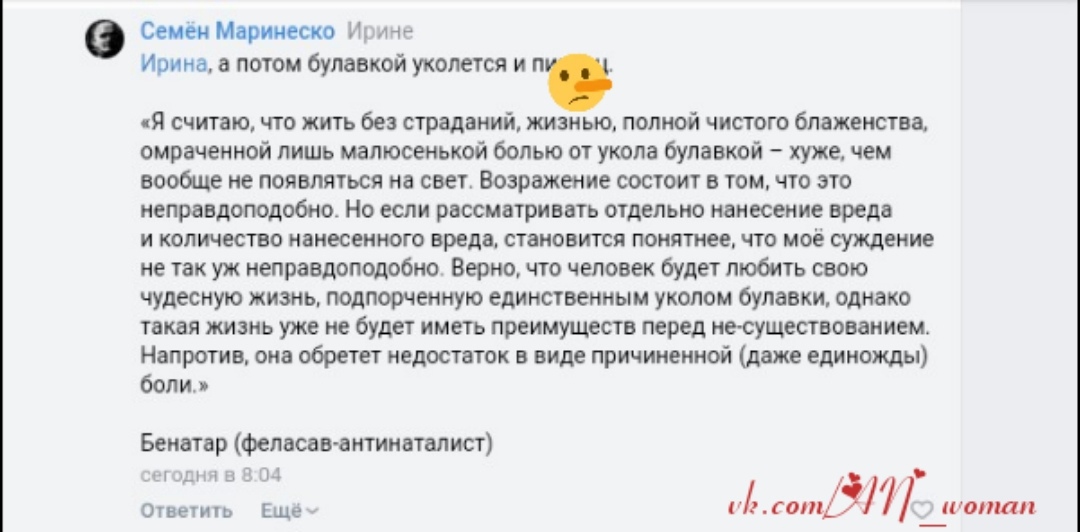 Семён Маринеско Ирине
Ирина, а потом булавкой уколется и
«Я считаю, что жить без страданий, жизнью, полной чистого блаженства,
омраченной лишь малюсенькой болью от укола булавкой – хуже, чем
вообще не появляться на свет. Возражение состоит в том, что это
неправдоподобно. Но если рассматривать отдельно нанесение вреда
и количество нанесенного вреда, становится понятнее, что моё суждение
не так уж неправдоподобно. Верно, что человек будет любить свою
чудесную жизнь, подпорченную единственным уколом булавки, однако
такая жизнь уже не будет иметь преимуществ перед не-существованием.
Напротив, она обретет недостаток в виде причиненной (даже единожды)
боли.»
Бенатар (феласав-антинаталист)
сегодня в 8:04
Ответить Ещё
vk.com/AN_woman